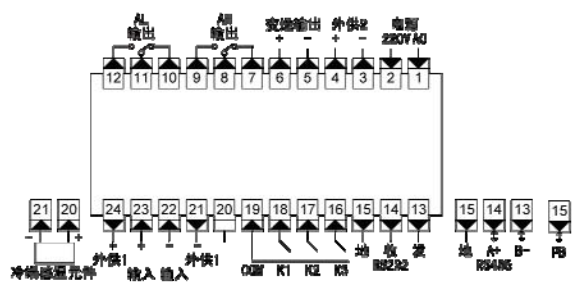 AL 输出
AH 输出
变送输出
+ -
外供2
+ -
电源
220V AC
12 11 10 9 8 7 6 5 4 3 2 1
21 20
24 23 22 21 20 19 18 17 16 15 14 13
15 14 13
15
- +
冷端感温元件
+ + - -
外供1 输入 输入 外供1
COM K1 K2 K3
地 收 发
RS232
地 A+ B-
RS485
PB